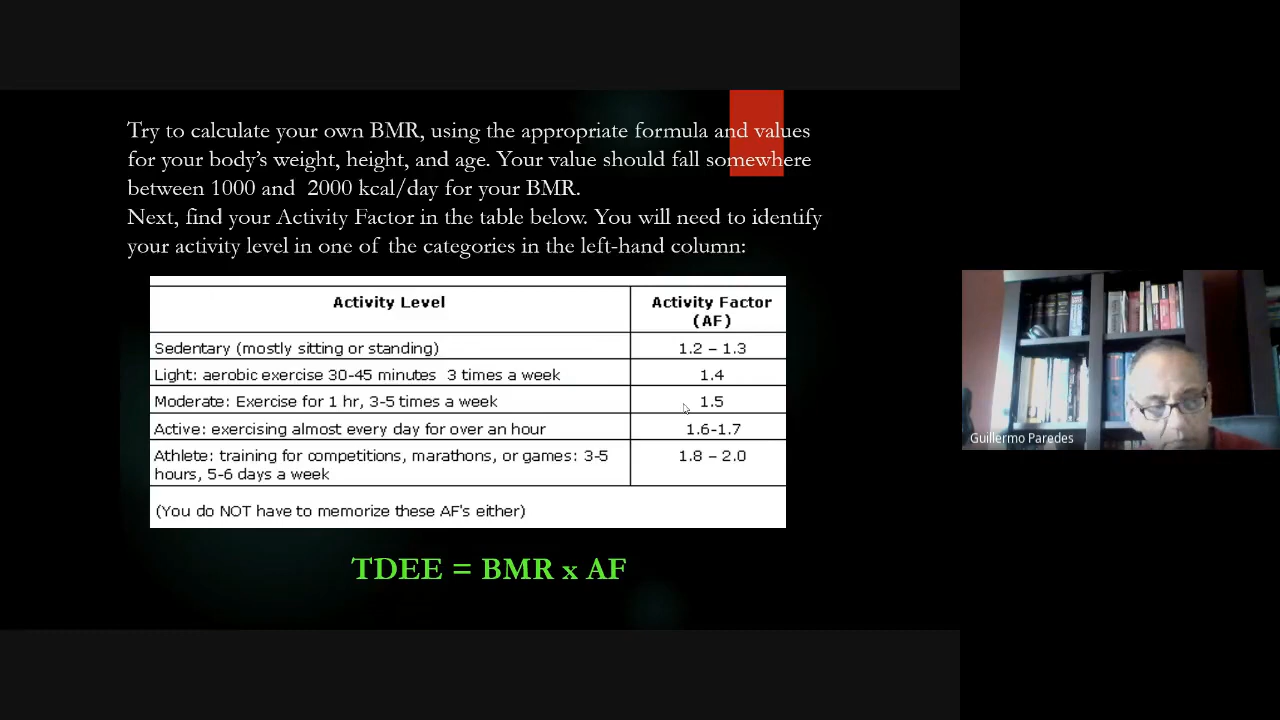 Try to calculate your own BMR, using the appropriate formula and values
for your body's weight, height, and age. Your value should fall somewhere
between 1000 and  2000 kcal/day for your BMR.
Next, find your Activity Factor in the table below. You will need to identify
your activity level in one of the categories in the left-hand column:
Activity Level
Activity Factor
(AF)
Sedentary (mostly sitting or standing)
1.2 – 1.3
Light: aerobic exercise 30-45 minutes  3 times a week
1.4
Moderate: Exercise for 1 hr, 3-5 times a week
1.5
Active: exercising almost every day for over an hour
1.6-1.7
Athlete: training for competitions, marathons, or games: 3-5
hours, 5-6 days a week
1.8 – 2.0
(You do NOT have to memorize these AF's either)
TDEE = BMR x AF
Guillermo Paredes